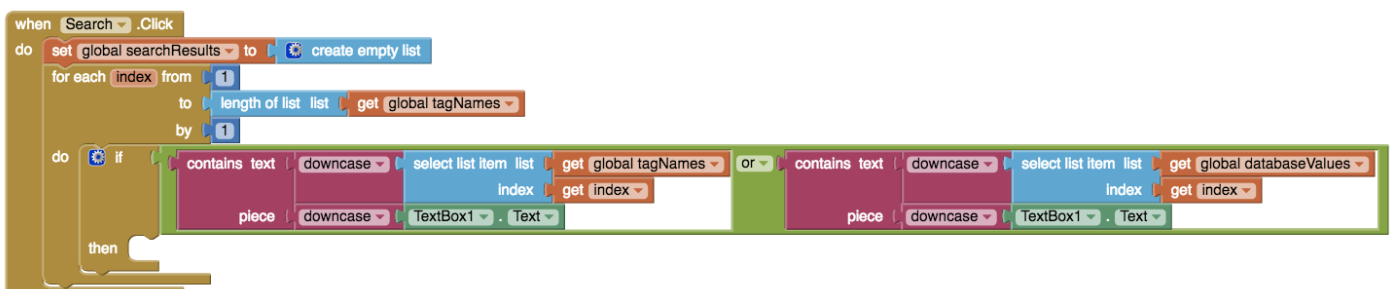 when Search .Click
do set global searchResults to create empty list
for each index from 1
to length of list list get global tagNames
by 1
do if contains text downcase select list item list get global tagNames or contains text downcase select list item list get global databaseValues
index get index index get index
piece downcase TextBox1 . Text piece downcase TextBox1 . Text
then